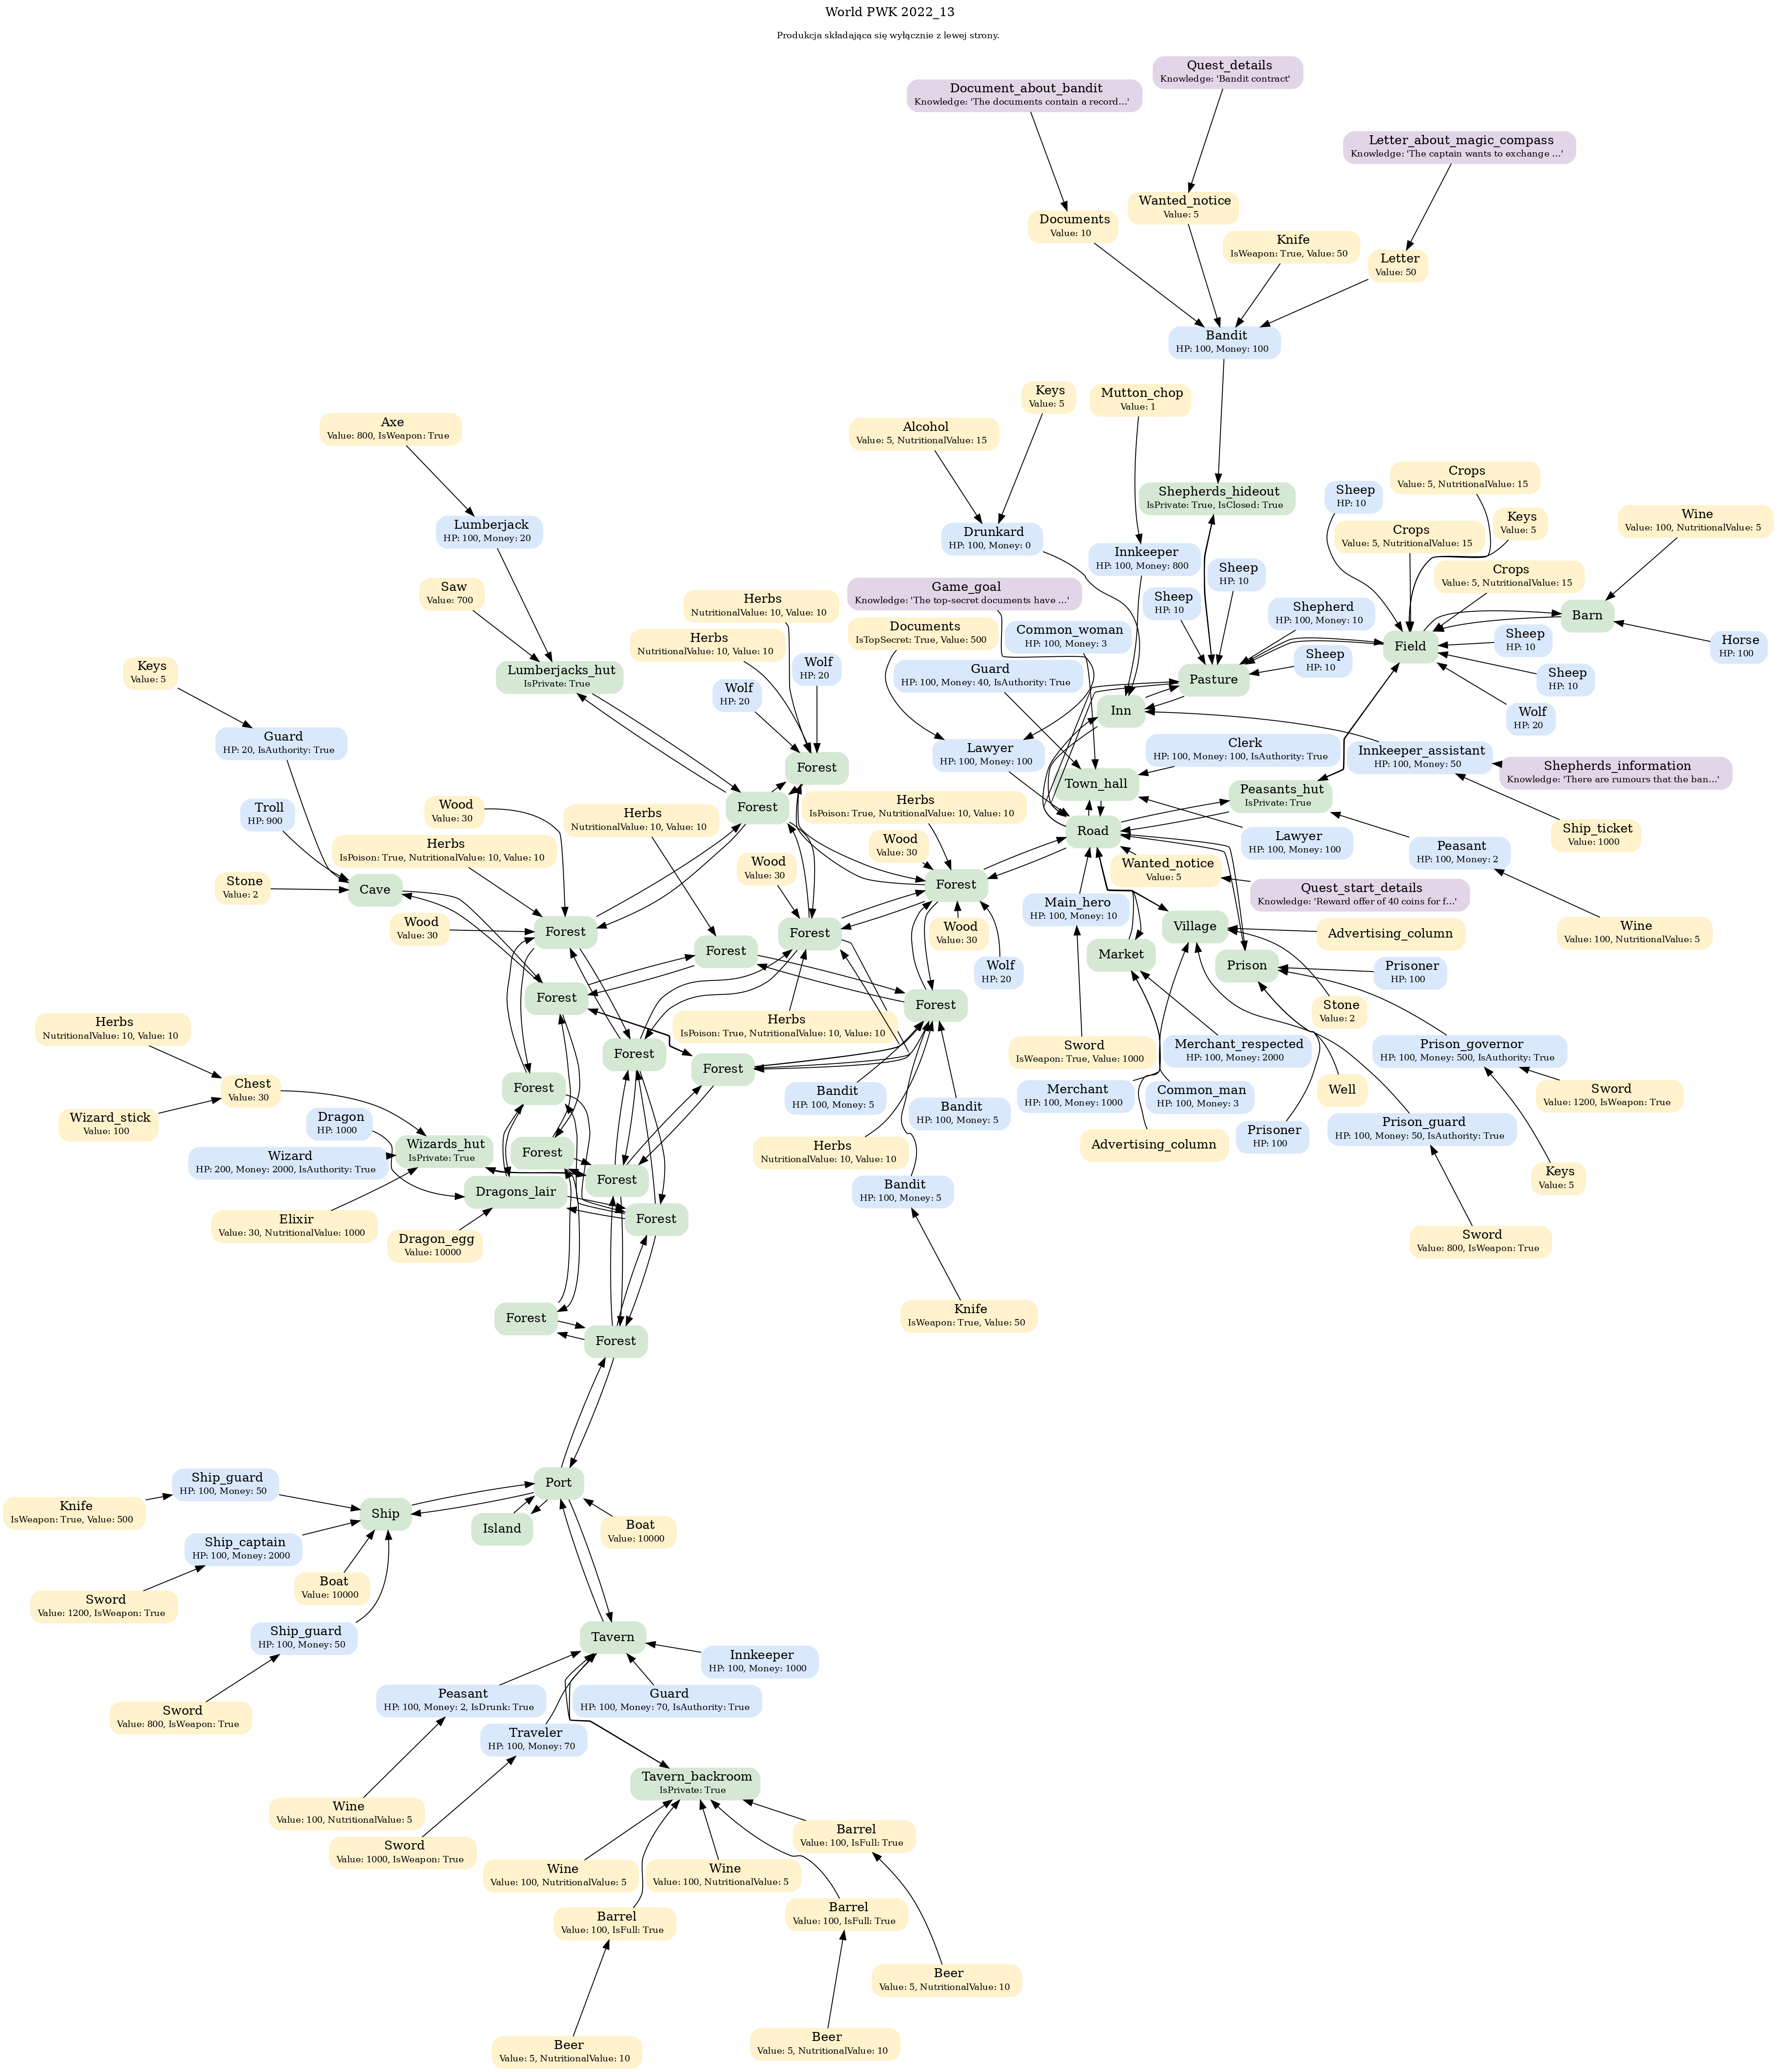 World PWK 2022_13
Produkcja składająca się wyłącznie z lewej strony.
Quest_details
Knowledge: 'Bandit contract'
Document_about_bandit
Knowledge: 'The documents contain a record...'
Letter_about_magic_compass
Knowledge: 'The captain wants to exchange ...'
Wanted_notice
Value: 5
Documents
Value: 10
Knife
IsWeapon: True, Value: 50
Letter
Value: 50
Bandit
HP: 100, Money: 100
Keys
Value: 5
Mutton_chop
Value: 1
Axe
Value: 800, IsWeapon: True
Alcohol
Value: 5, NutritionalValue: 15
Crops
Value: 5, NutritionalValue: 15
Sheep
HP: 10
Shepherds_hideout
IsPrivate: True, IsClosed: True
Keys
Value: 5
Wine
Value: 100, NutritionalValue: 5
Lumberjack
HP: 100, Money: 20
Drunkard
HP: 100, Money: 0
Crops
Value: 5, NutritionalValue: 15
Innkeeper
HP: 100, Money: 800
Sheep
HP: 10
Crops
Value: 5, NutritionalValue: 15
Saw
Value: 700
Game_goal
Knowledge: 'The top-secret documents have ...'
Sheep
HP: 10
Herbs
NutritionalValue: 10, Value: 10
Shepherd
HP: 100, Money: 10
Barn
Documents
IsTopSecret: True, Value: 500
Common_woman
HP: 100, Money: 3
Herbs
NutritionalValue: 10, Value: 10
Field
Sheep
HP: 10
Horse
HP: 100
Sheep
HP: 10
Keys
Value: 5
Lumberjacks_hut
IsPrivate: True
Wolf
HP: 20
Guard
HP: 100, Money: 40, IsAuthority: True
Pasture
Sheep
HP: 10
Wolf
HP: 20
Inn
Wolf
HP: 20
Guard
HP: 20, IsAuthority: True
Lawyer
HP: 100, Money: 100
Clerk
HP: 100, Money: 100, IsAuthority: True
Innkeeper_assistant
HP: 100, Money: 50
Forest
Shepherds_information
Knowledge: 'There are rumours that the ban...'
Town_hall
Peasants_hut
IsPrivate: True
Troll
HP: 900
Wood
Value: 30
Forest
Herbs
NutritionalValue: 10, Value: 10
Herbs
IsPoison: True, NutritionalValue: 10, Value: 10
Road
Ship_ticket
Value: 1000
Herbs
IsPoison: True, NutritionalValue: 10, Value: 10
Wood
Value: 30
Lawyer
HP: 100, Money: 100
Peasant
HP: 100, Money: 2
Wood
Value: 30
Wanted_notice
Value: 5
Stone
Value: 2
Cave
Forest
Quest_start_details
Knowledge: 'Reward offer of 40 coins for f...'
Main_hero
HP: 100, Money: 10
Wood
Value: 30
Forest
Forest
Wood
Value: 30
Village
Advertising_column
Wine
Value: 100, NutritionalValue: 5
Forest
Market
Prison
Prisoner
HP: 100
Wolf
HP: 20
Forest
Forest
Stone
Value: 2
Herbs
NutritionalValue: 10, Value: 10
Herbs
IsPoison: True, NutritionalValue: 10, Value: 10
Forest
Sword
IsWeapon: True, Value: 1000
Merchant_respected
HP: 100, Money: 2000
Prison_governor
HP: 100, Money: 500, IsAuthority: True
Forest
Chest
Value: 30
Forest
Bandit
HP: 100, Money: 5
Merchant
HP: 100, Money: 1000
Common_man
HP: 100, Money: 3
Well
Sword
Value: 1200, IsWeapon: True
Wizard_stick
Value: 100
Dragon
HP: 1000
Bandit
HP: 100, Money: 5
Wizards_hut
IsPrivate: True
Forest
Herbs
NutritionalValue: 10, Value: 10
Advertising_column
Prisoner
HP: 100
Prison_guard
HP: 100, Money: 50, IsAuthority: True
Wizard
HP: 200, Money: 2000, IsAuthority: True
Forest
Keys
Value: 5
Dragons_lair
Bandit
HP: 100, Money: 5
Elixir
Value: 30, NutritionalValue: 1000
Forest
Dragon_egg
Value: 10000
Sword
Value: 800, IsWeapon: True
Forest
Knife
IsWeapon: True, Value: 50
Forest
Port
Ship_guard
HP: 100, Money: 50
Knife
IsWeapon: True, Value: 500
Ship
Island
Boat
Value: 10000
Ship_captain
HP: 100, Money: 2000
Boat
Value: 10000
Sword
Value: 1200, IsWeapon: True
Ship_guard
HP: 100, Money: 50
Tavern
Innkeeper
HP: 100, Money: 1000
Peasant
HP: 100, Money: 2, IsDrunk: True
Guard
HP: 100, Money: 70, IsAuthority: True
Sword
Value: 800, IsWeapon: True
Traveler
HP: 100, Money: 70
Tavern_backroom
IsPrivate: True
Wine
Value: 100, NutritionalValue: 5
Barrel
Value: 100, IsFull: True
Sword
Value: 1000, IsWeapon: True
Wine
Value: 100, NutritionalValue: 5
Wine
Value: 100, NutritionalValue: 5
Barrel
Value: 100, IsFull: True
Barrel
Value: 100, IsFull: True
Beer
Value: 5, NutritionalValue: 10
Beer
Value: 5, NutritionalValue: 10
Beer
Value: 5, NutritionalValue: 10